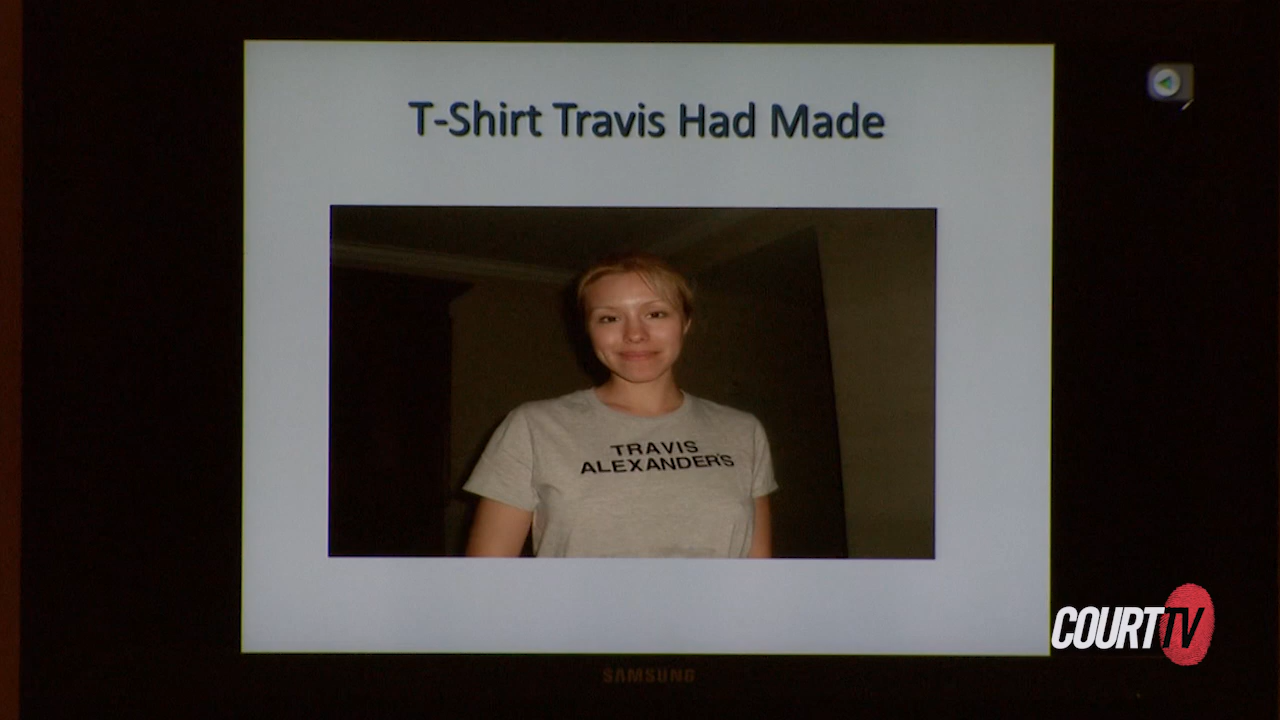 T-Shirt Travis Had Made
TRAVIS
ALEXANDER'S
COURT TV
SAMSUNG